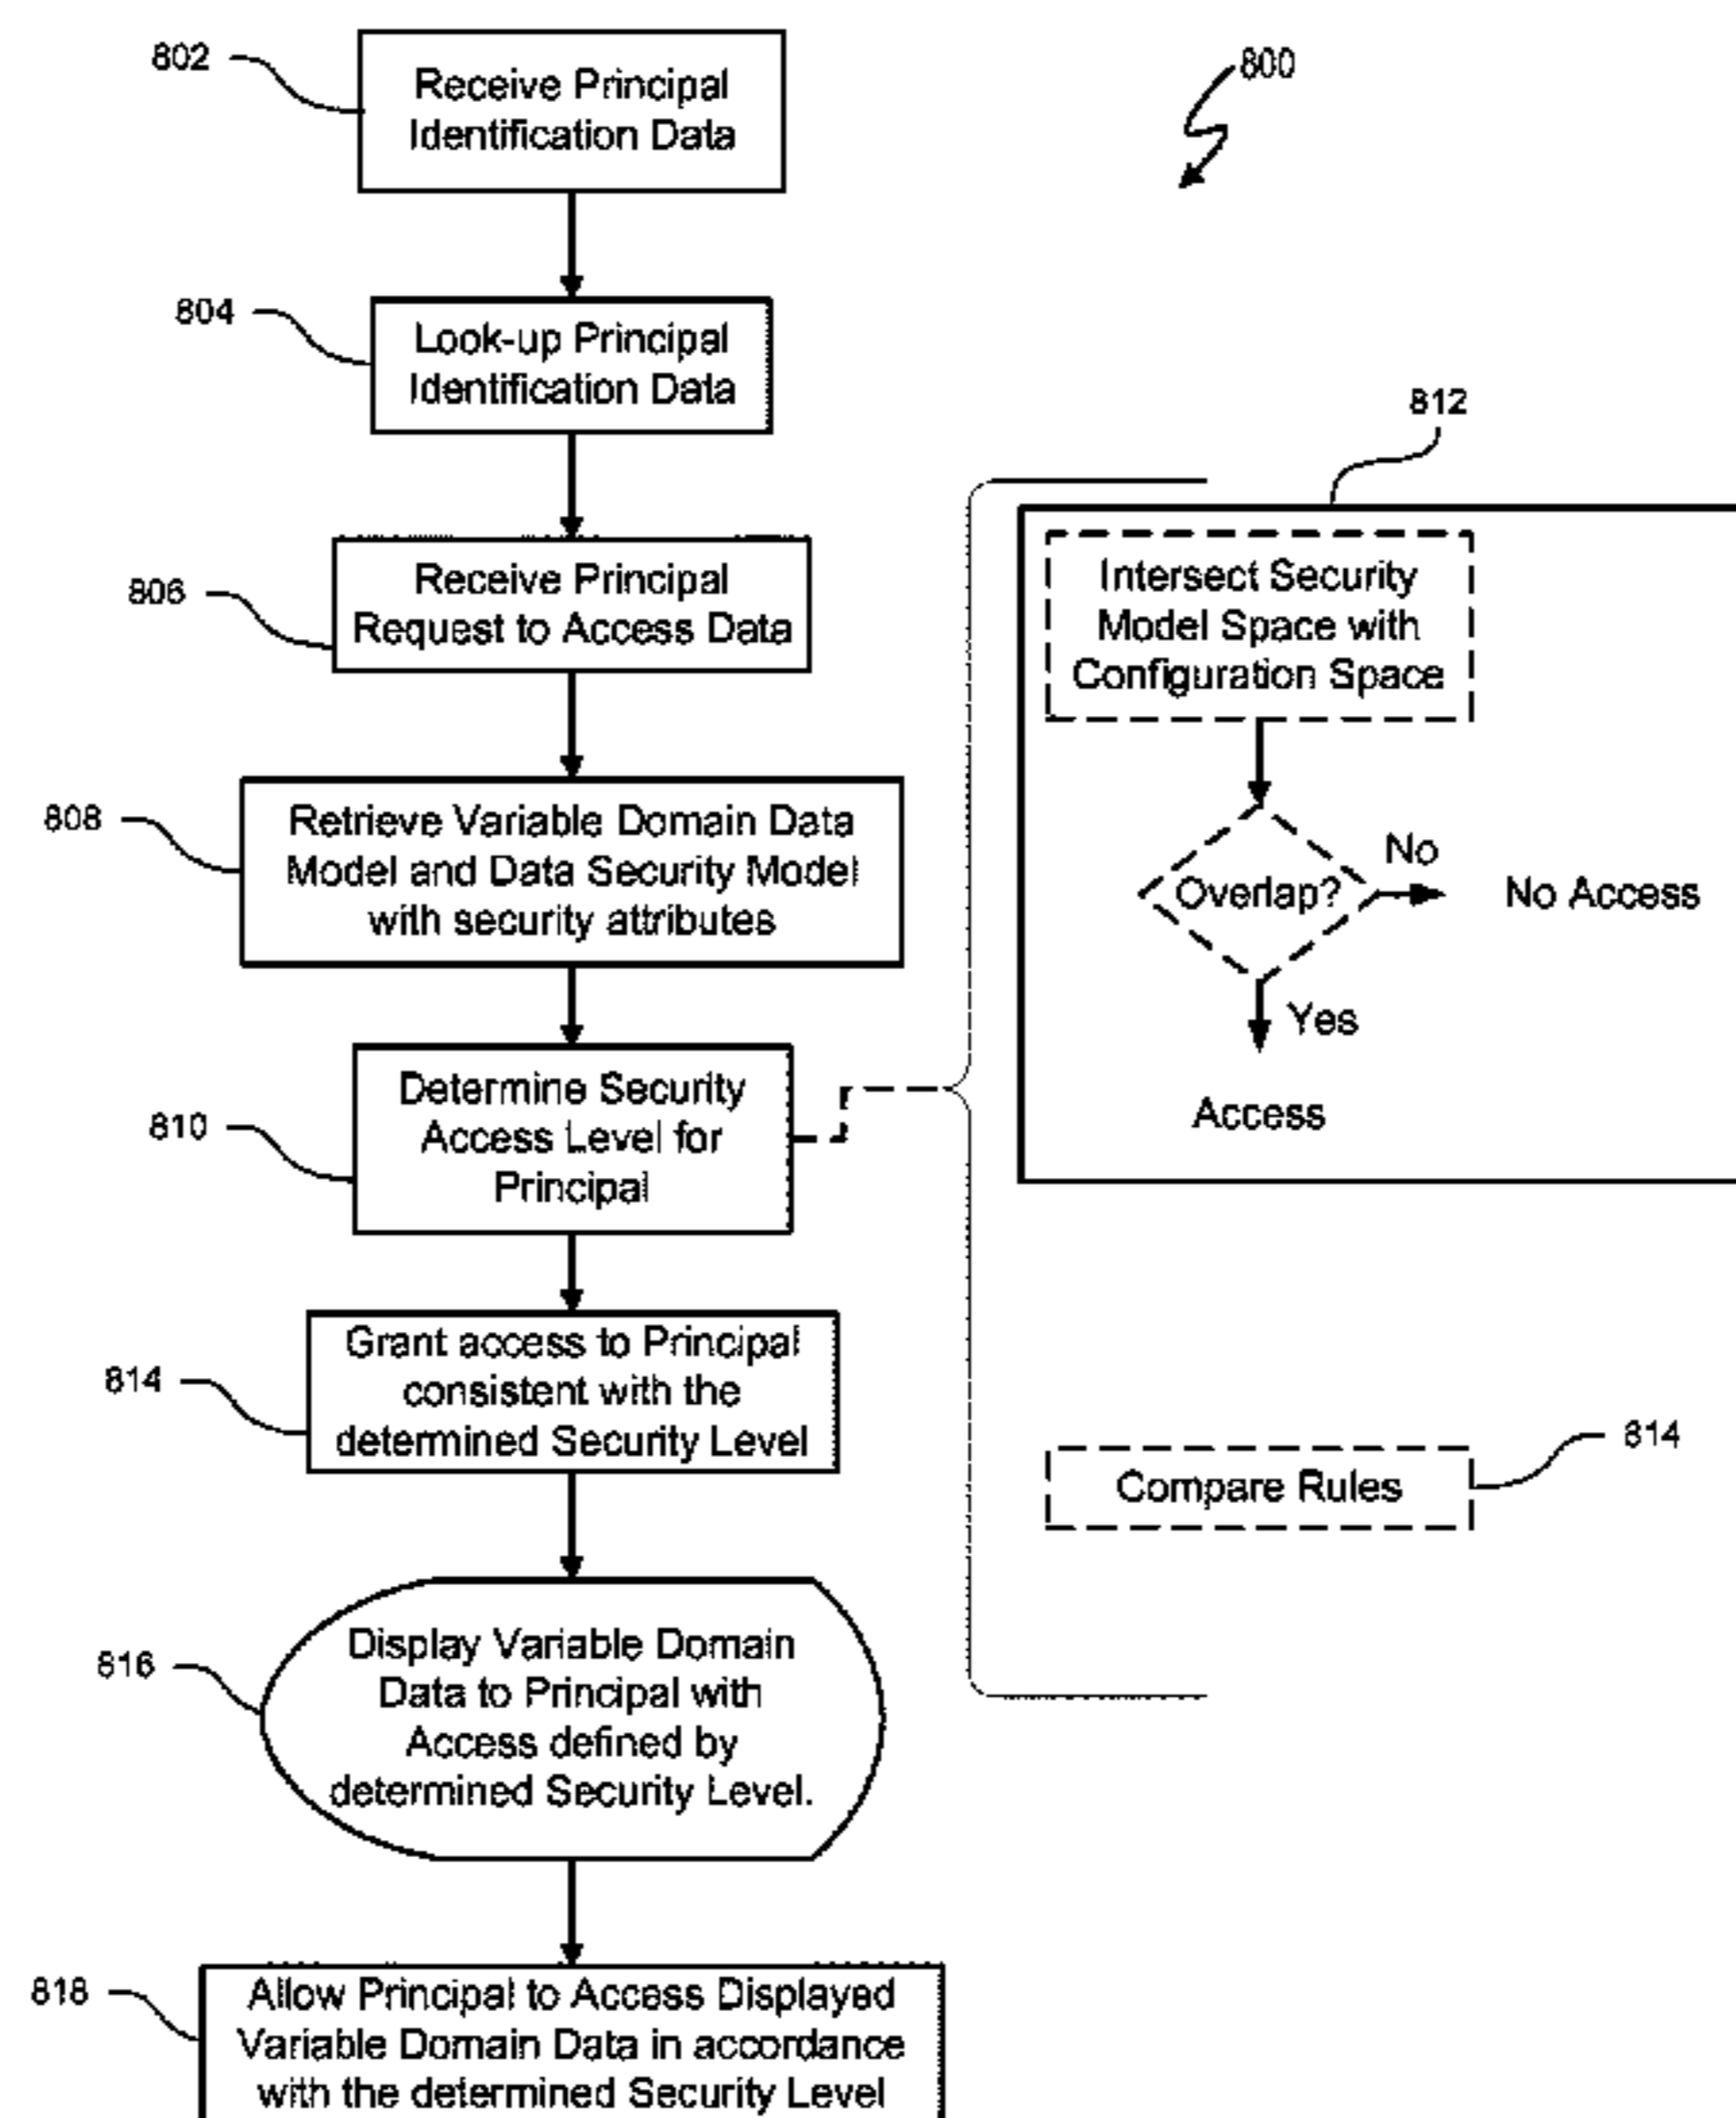 802
Receive Principal
Identification Data
800
804
Look-up Principal
Identification Data
806
Receive Principal
Request to Access Data
808
Retrieve Variable Domain Data
Model and Data Security Model
with security attributes
810
Determine Security
Access Level for
Principal
812
Intersect Security
Model Space with
Configuration Space
Overlap?
No
No Access
Yes
Access
814
Compare Rules
814
Grant access to Principal
consistent with the
determined Security Level
816
Display Variable Domain
Data to Principal with
Access defined by
determined Security Level.
818
Allow Principal to Access Displayed
Variable Domain Data in accordance
with the determined Security Level